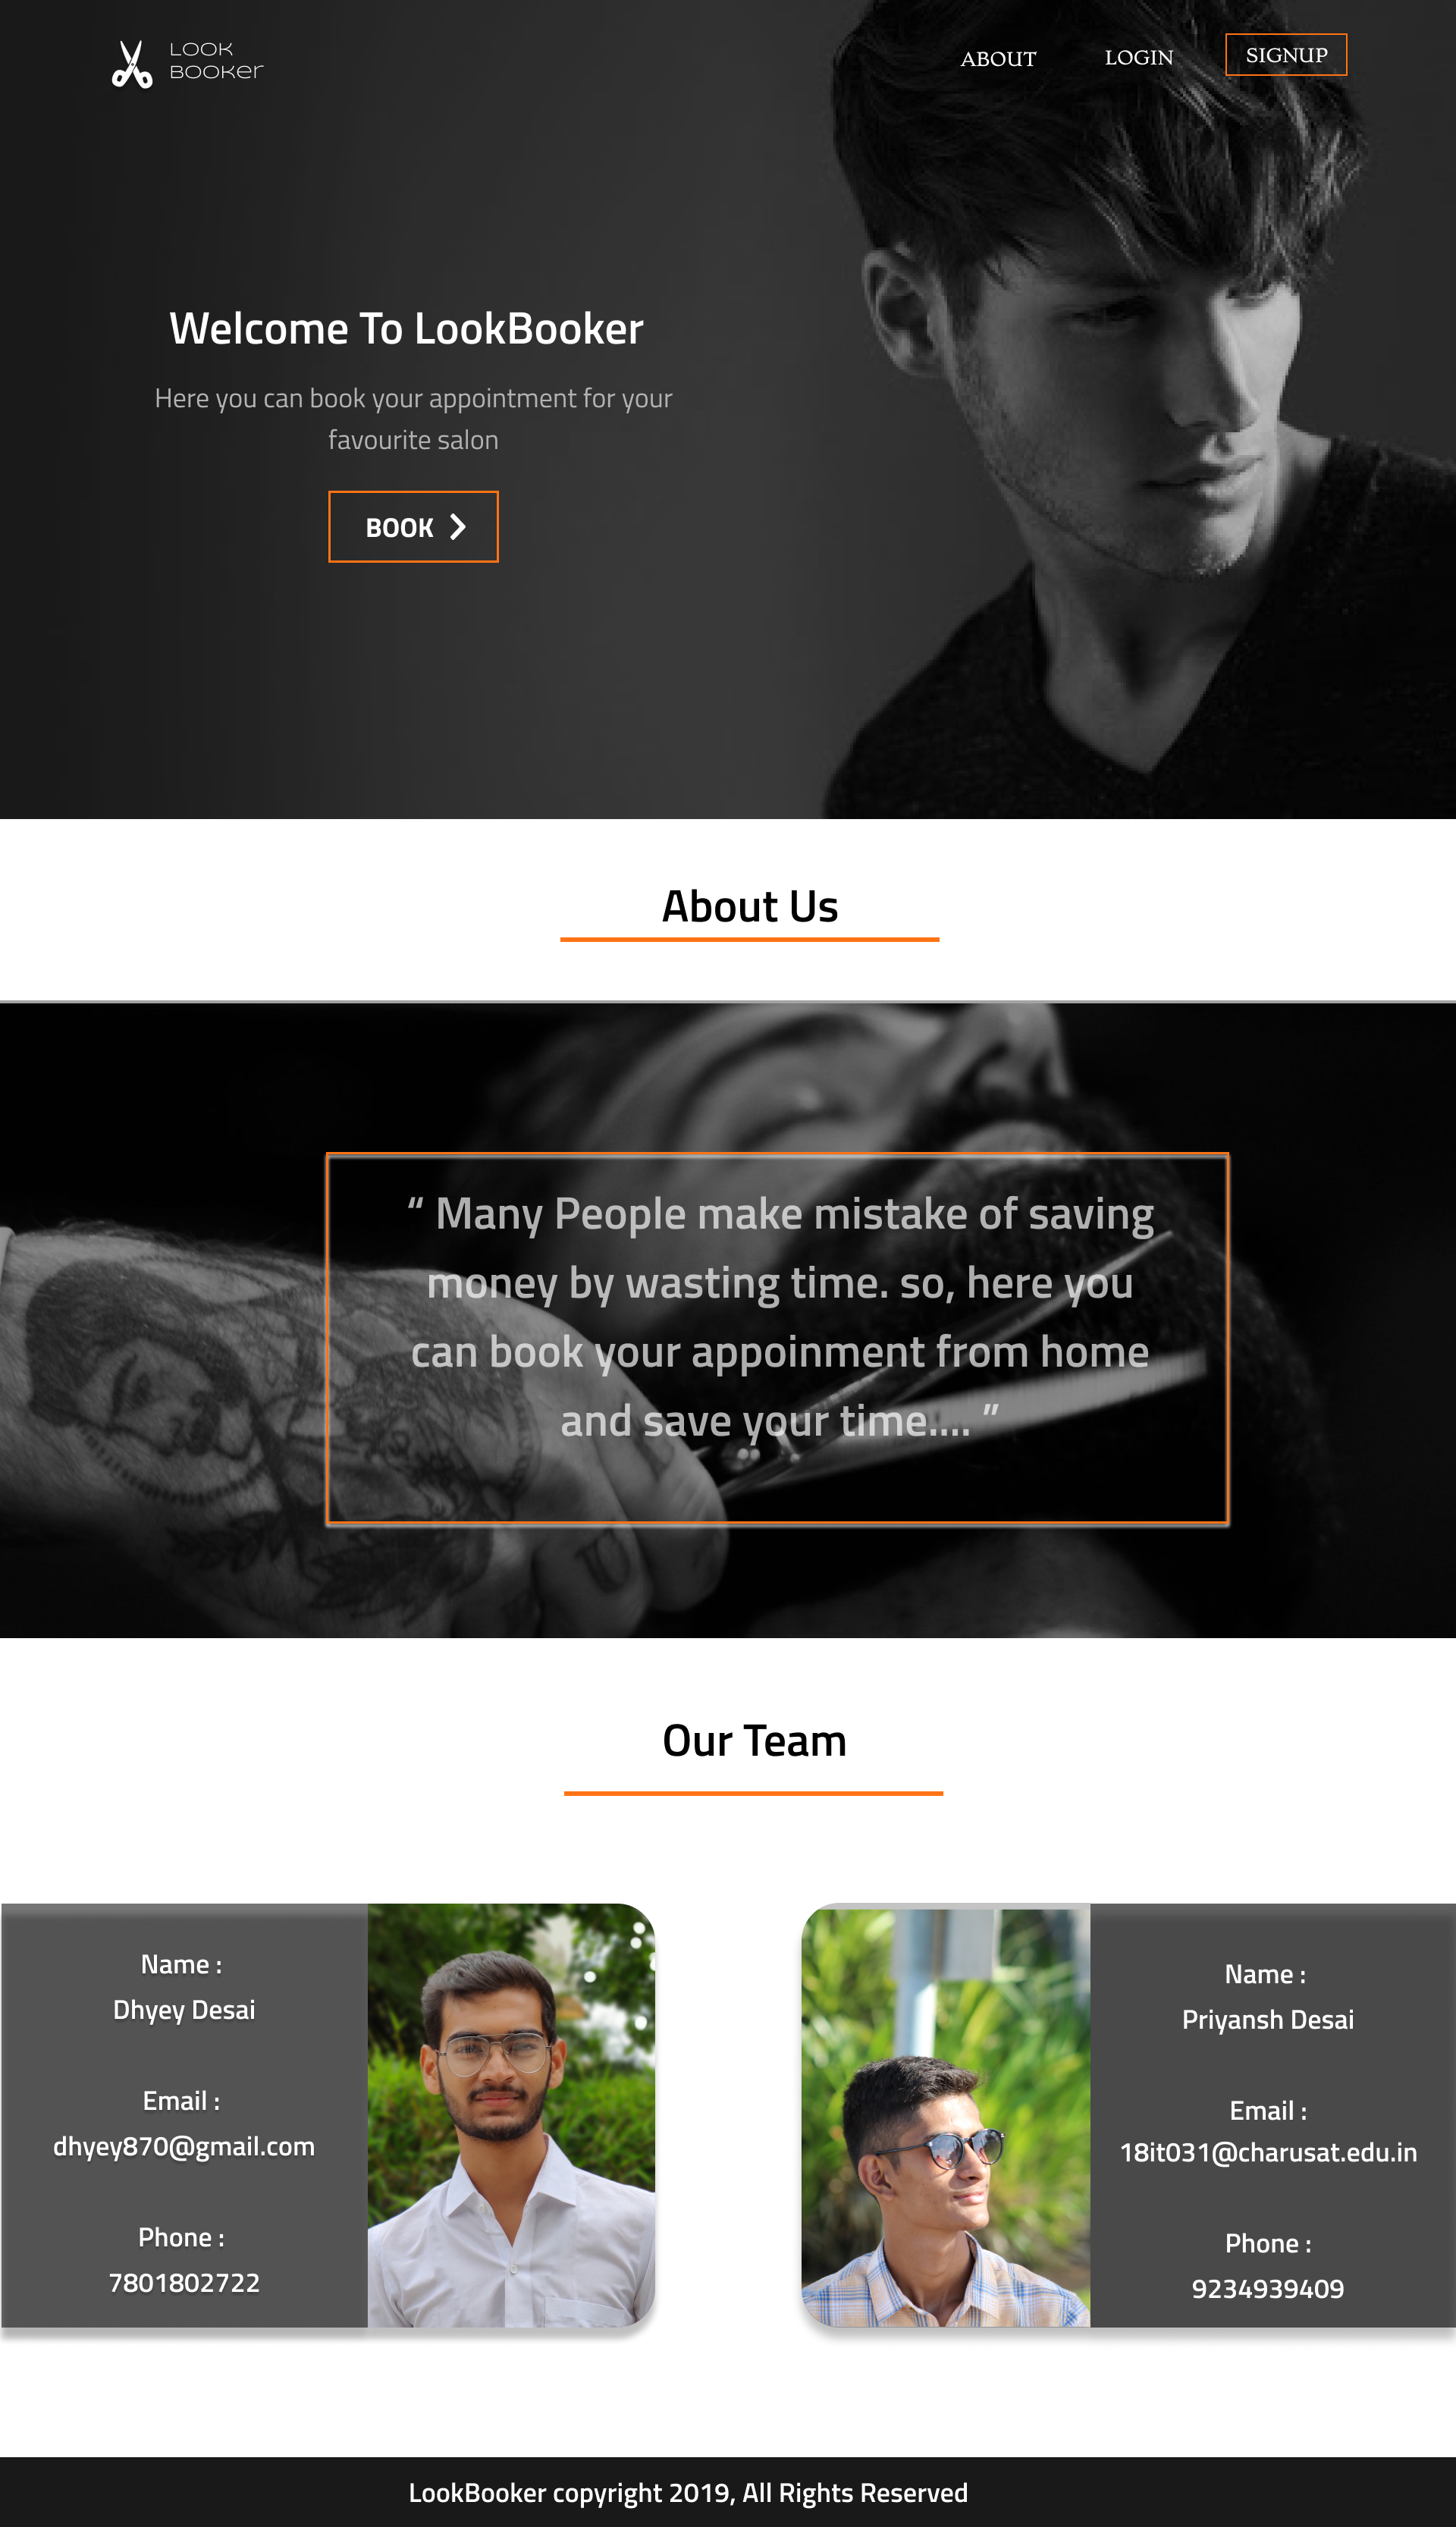 LOOK
BOOKer
ABOUT
LOGIN
SIGNUP
Welcome To LookBooker
Here you can book your appointment for your
favourite salon
BOOK
About Us
“ Many People make mistake of saving
money by wasting time. so, here you
can book your appoinment from home
and save your time.... ”
Our Team
Name :
Dhyey Desai
Email :
dhyey870@gmail.com
Phone :
7801802722
Name :
Priyansh Desai
Email :
18it031@charusat.edu.in
Phone :
9234939409
LookBooker copyright 2019, All Rights Reserved